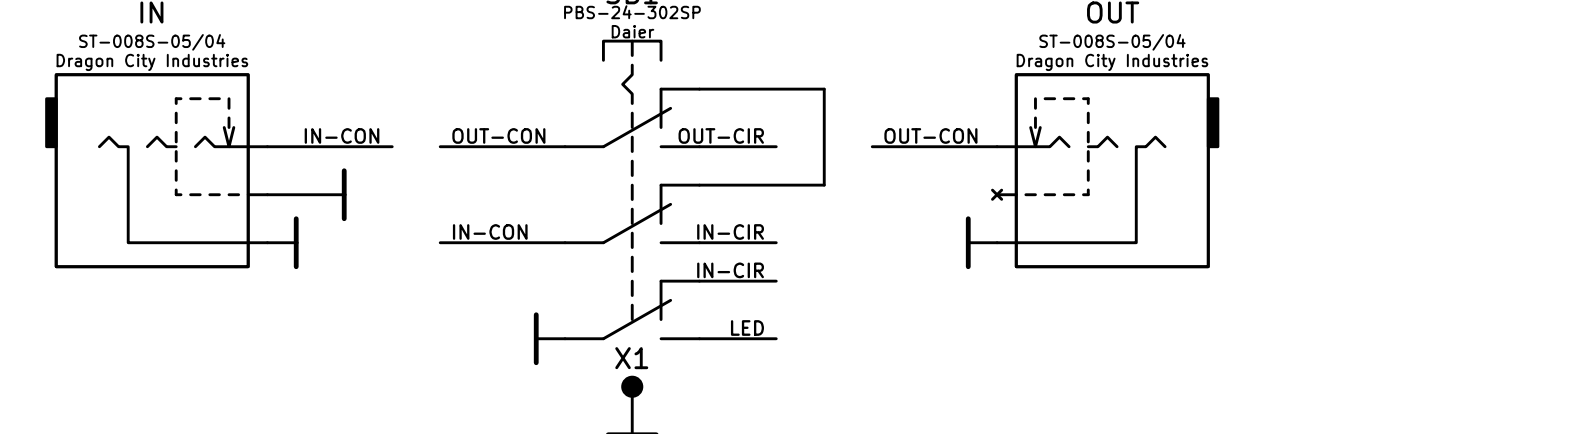 IN
ST-008S-05/04
Dragon City Industries
IN-CON
PBS-24-302SP
Daier
OUT-CON
OUT-CIR
IN-CON
IN-CIR
IN-CIR
LED
X1
OUT
ST-008S-05/04
Dragon City Industries
OUT-CON